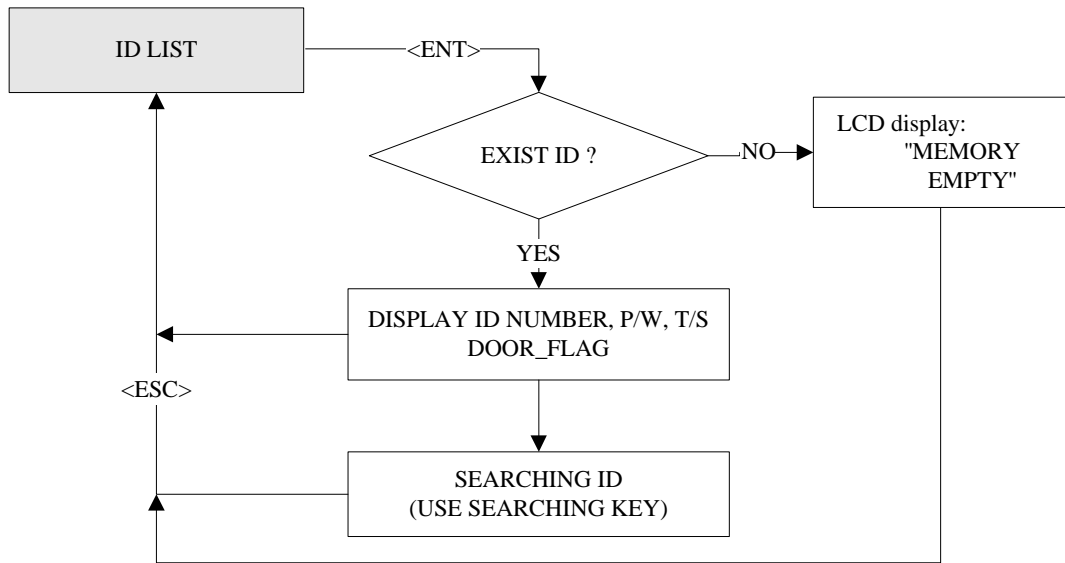 ID LIST
<ENT>
EXIST ID ?
NO
LCD display:
"MEMORY
EMPTY"
YES
DISPLAY ID NUMBER, P/W, T/S
DOOR_FLAG
<ESC>
SEARCHING ID
(USE SEARCHING KEY)